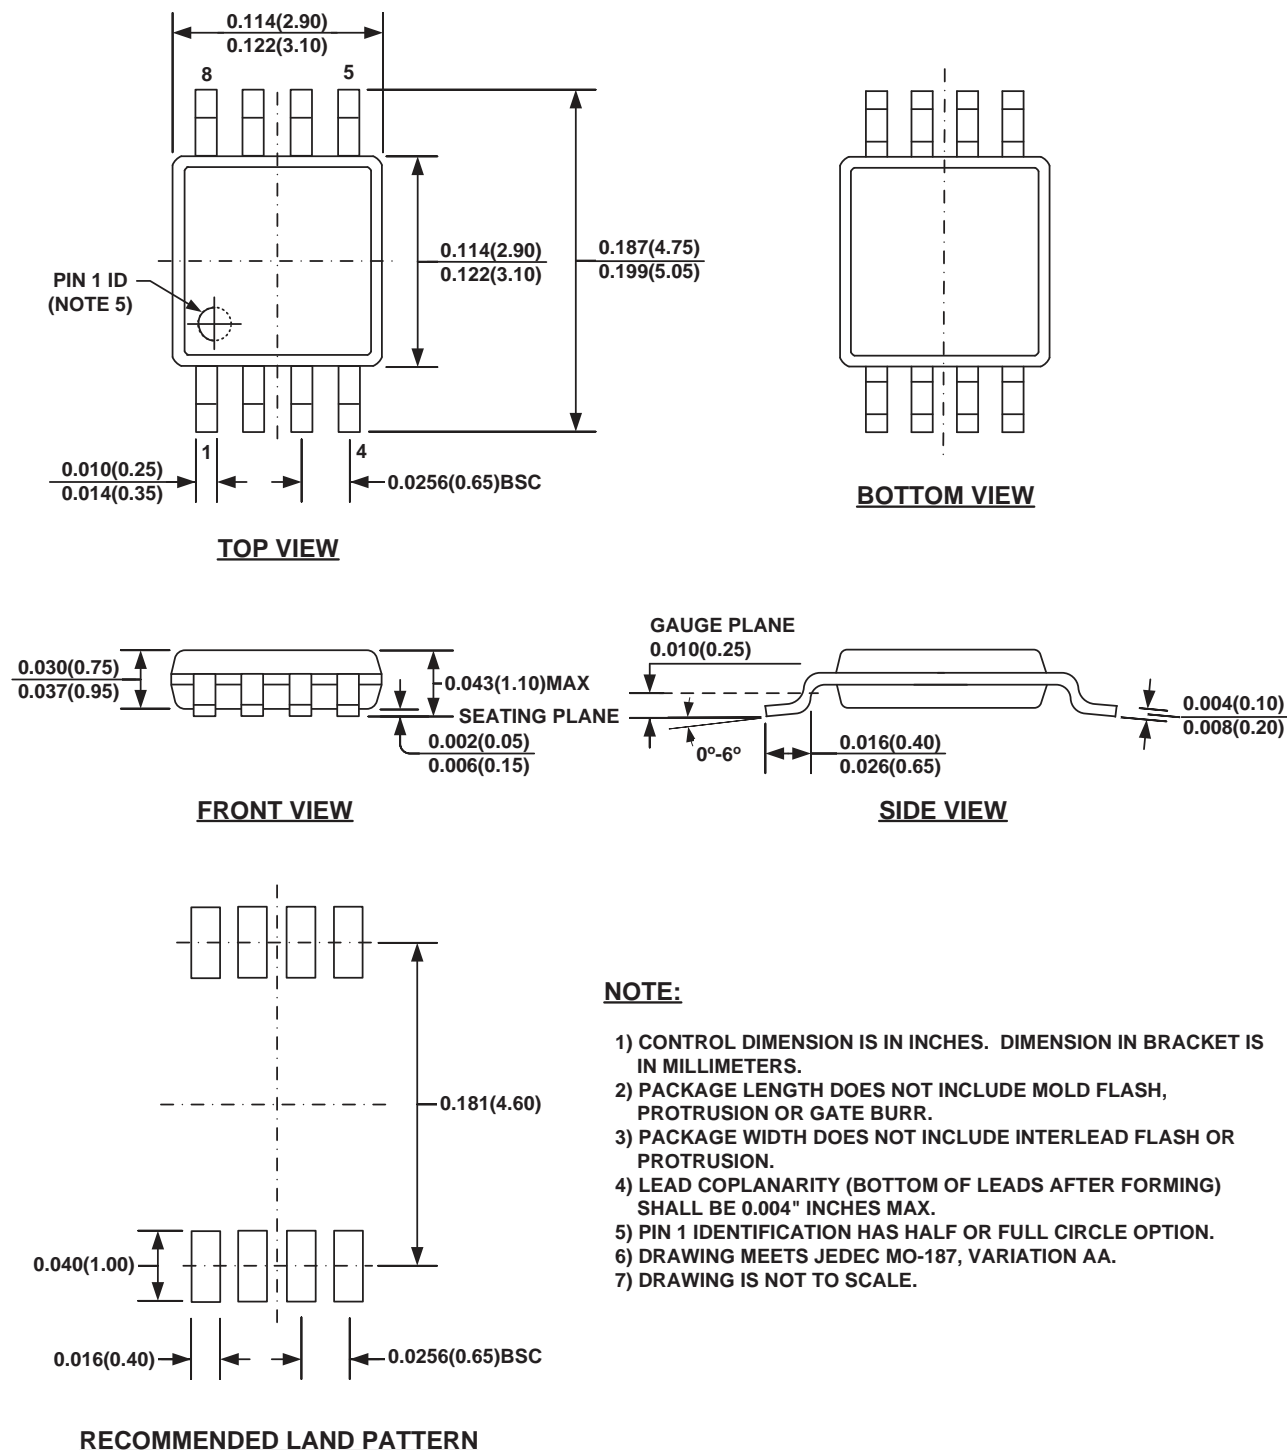 0.114(2.90)
0.122(3.10)
8
5
0.114(2.90)
0.122(3.10)
0.187(4.75)
0.199(5.05)
PIN 1 ID
(NOTE 5)
1
4
0.010(0.25)
0.014(0.35)
0.0256(0.65)BSC
TOP VIEW
BOTTOM VIEW
0.030(0.75)
0.037(0.95)
0.043(1.10)MAX
SEATING PLANE
0.002(0.05)
0.006(0.15)
FRONT VIEW
GAUGE PLANE
0.010(0.25)
0º-6º
0.016(0.40)
0.026(0.65)
0.004(0.10)
0.008(0.20)
SIDE VIEW
0.181(4.60)
0.040(1.00)
0.016(0.40)
0.0256(0.65)BSC
RECOMMENDED LAND PATTERN
NOTE:
1) CONTROL DIMENSION IS IN INCHES. DIMENSION IN BRACKET IS
IN MILLIMETERS.
2) PACKAGE LENGTH DOES NOT INCLUDE MOLD FLASH,
PROTRUSION OR GATE BURR.
3) PACKAGE WIDTH DOES NOT INCLUDE INTERLEAD FLASH OR
PROTRUSION.
4) LEAD COPLANARITY (BOTTOM OF LEADS AFTER FORMING)
SHALL BE 0.004" INCHES MAX.
5) PIN 1 IDENTIFICATION HAS HALF OR FULL CIRCLE OPTION.
6) DRAWING MEETS JEDEC MO-187, VARIATION AA.
7) DRAWING IS NOT TO SCALE.